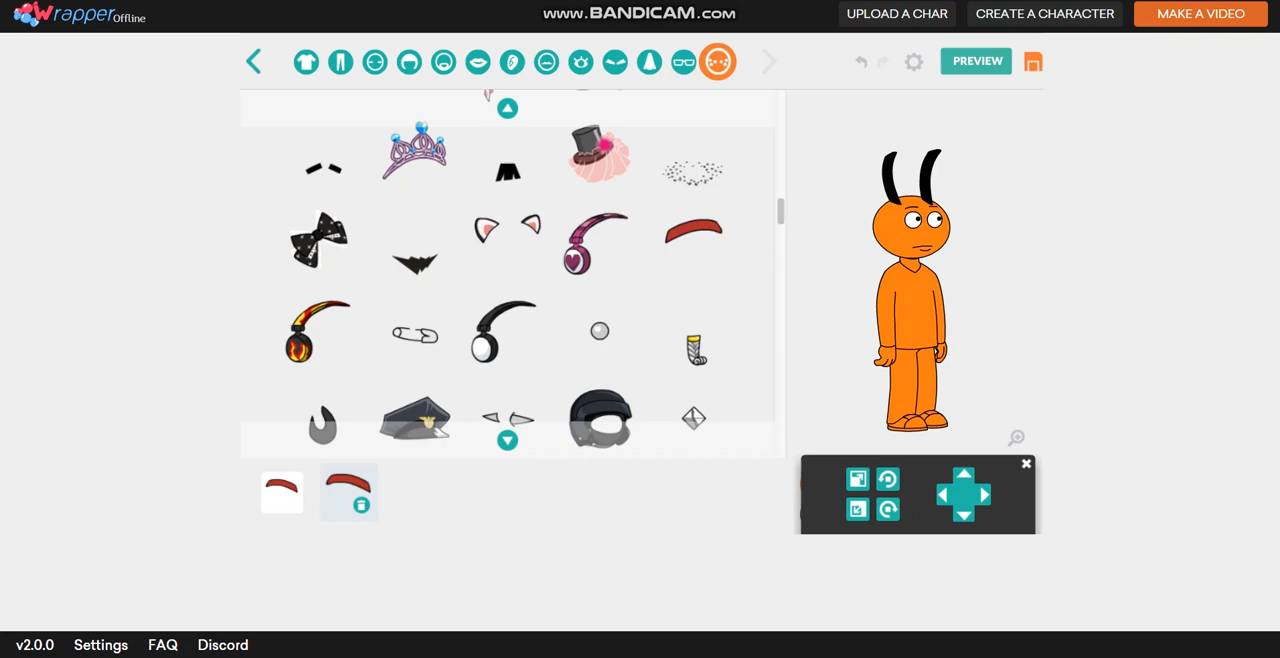 Wrapper Offline
www.BANDICAM.com
UPLOAD A CHAR
CREATE A CHARACTER
MAKE A VIDEO
PREVIEW
v2.0.0
Settings
FAQ
Discord